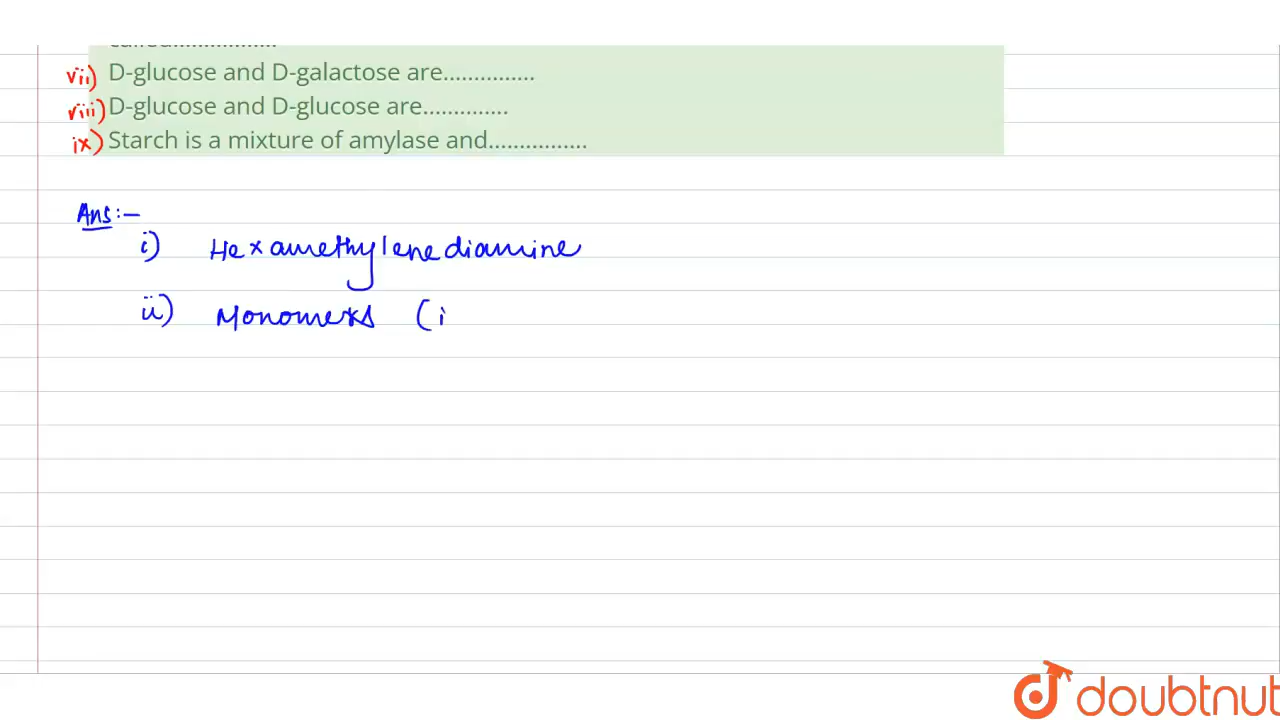 vii) D-glucose and D-galactose are...............
viii) D-glucose and D-glucose are..............
ix) Starch is a mixture of amylase and................
Ans:-
i) Hexamethylenediamine
ii) Monomers (i
doubtnut